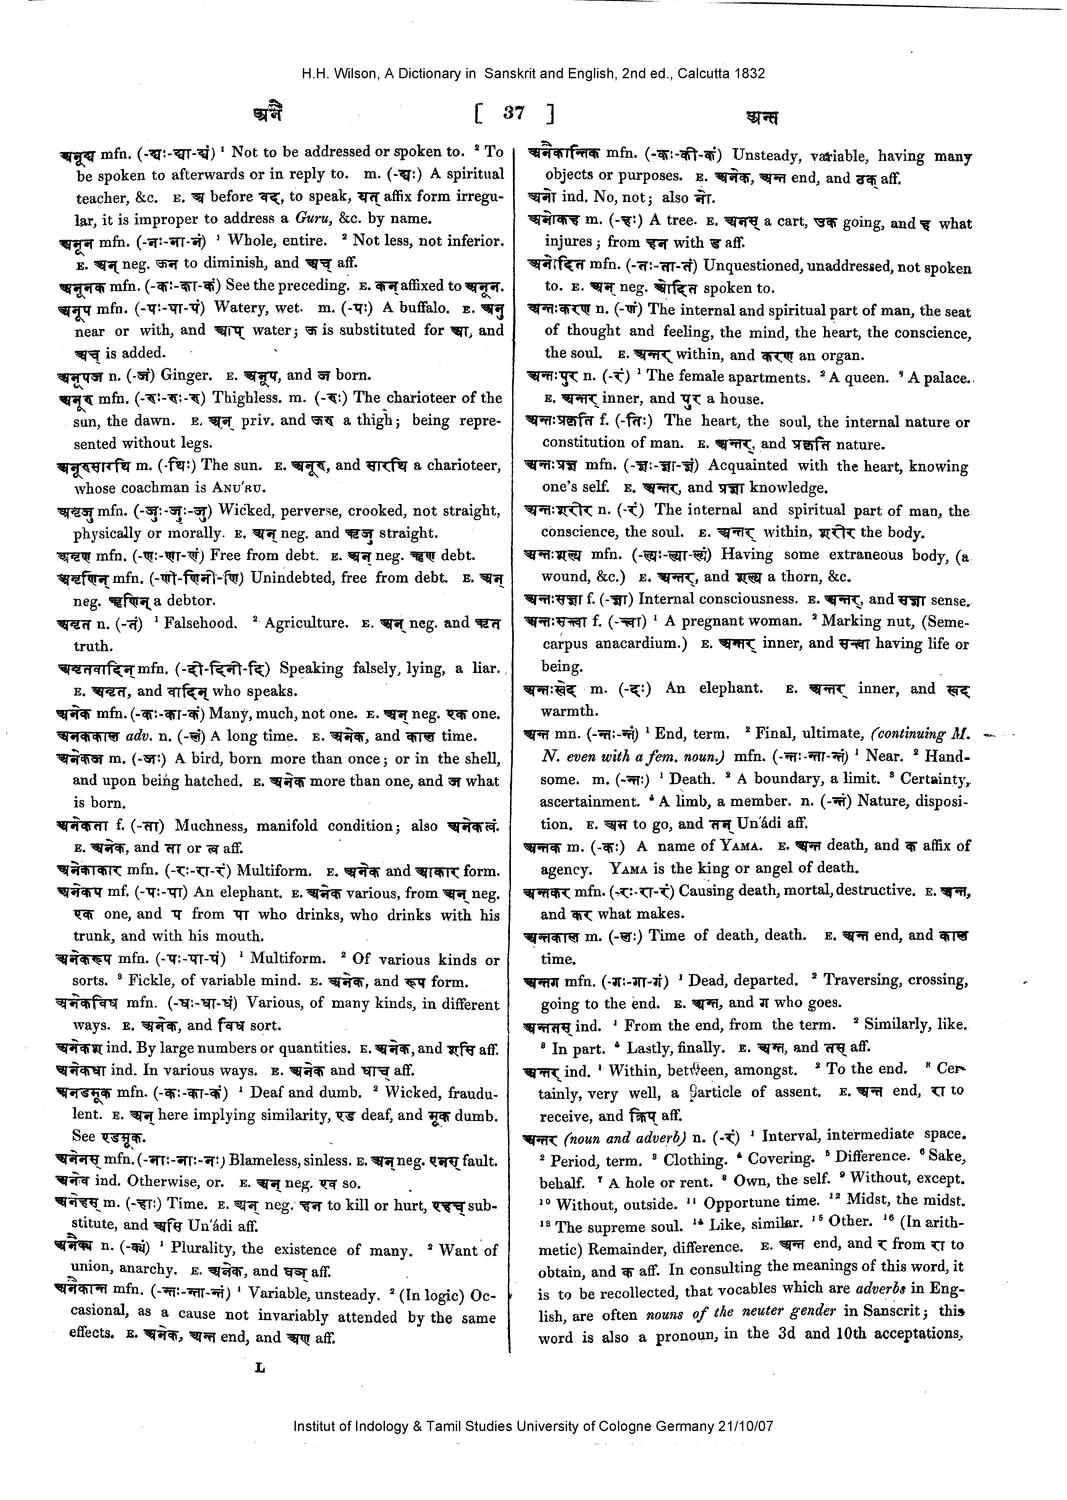 H.H. Wilson, A Dictionary in Sanskrit and English, 2nd ed., Calcutta 1832
अनै [ 37 ] अन्त
अनूद्य mfn. (-द्यः-द्या-द्यं) ¹ Not to be addressed or spoken to. ² To
be spoken to afterwards or in reply to. m. (-द्यः) A spiritual
teacher, &c. E. अ before वद्, to speak, यत् affix form irregu-
lar, it is improper to address a Guru, &c. by name.
अनून mfn. (-नः-ना-नं) ¹ Whole, entire. ² Not less, not inferior.
E. अन् neg. ऊन to diminish, and अच् aff.
अनूनक mfn. (-कः-का-कं) See the preceding. E. कन् affixed to अनून.
अनूप mfn. (-पः-पा-पं) Watery, wet. m. (-पः) A buffalo. E. अनु
near or with, and आप् water; ऊ is substituted for आ, and
अच् is added.
अनूपज n. (-जं) Ginger. E. अनूप, and ज born.
अनूरु mfn. (-रुः-रुः-रु) Thighless. m. (-रुः) The charioteer of the
sun, the dawn. E. अन् priv. and ऊरु a thigh; being repre-
sented without legs.
अनूरुसारथि m. (-थिः) The sun. E. अनूरु, and सारथि a charioteer,
whose coachman is ANU'RU.
अनृजु mfn. (-जुः-जुः-जु) Wicked, perverse, crooked, not straight,
physically or morally. E. अन् neg. and ऋजु straight.
अनृण mfn. (-णः-णा-णं) Free from debt. E. अन् neg. ऋण debt.
अनृणिन् mfn. (-णी-णिनी-णि) Unindebted, free from debt. E. अन्
neg. ऋणिन् a debtor.
अनृत n. (-तं) ¹ Falsehood. ² Agriculture. E. अन् neg. and ऋत
truth.
अनृतवादिन् mfn. (-दी-दिनी-दि) Speaking falsely, lying, a liar.
E. अनृत, and वादिन् who speaks.
अनेक mfn. (-कः-का-कं) Many, much, not one. E. अन् neg. एक one.
अनेककाल adv. n. (-लं) A long time. E. अनेक, and काल time.
अनेकज m. (-जः) A bird, born more than once; or in the shell,
and upon being hatched. E. अनेक more than one, and ज what
is born.
अनेकता f. (-ता) Muchness, manifold condition; also अनेकत्वं.
E. अनेक, and ता or त्व aff.
अनेकाकार mfn. (-रः-रा-रं) Multiform. E. अनेक and आकार form.
अनेकप mf. (-पः-पा) An elephant. E. अनेक various, from अन् neg.
एक one, and प from पा who drinks, who drinks with his
trunk, and with his mouth.
अनेकरूप mfn. (-पः-पा-पं) ¹ Multiform. ² Of various kinds or
sorts. ³ Fickle, of variable mind. E. अनेक, and रूप form.
अनेकविध mfn. (-धः-धा-धं) Various, of many kinds, in different
ways. E. अनेक, and विध sort.
अनेकश ind. By large numbers or quantities. E. अनेक, and शसि aff.
अनेकधा ind. In various ways. E. अनेक and धाच् aff.
अनेडमूक mfn. (-कः-का-कं) ¹ Deaf and dumb. ² Wicked, fraudu-
lent. E. अन् here implying similarity, एड deaf, and मूक dumb.
See एडमूक.
अनेनस् mfn. (-नाः-नाः-नः) Blameless, sinless. E. अन् neg. एनस् fault.
अनेव ind. Otherwise, or. E. अन् neg. एव so.
अनेहस् m. (-हाः) Time. E. अन् neg. हन to kill or hurt, एहच् sub-
stitute, and असि Un'ádi aff.
अनैक्य n. (-क्यं) ¹ Plurality, the existence of many. ² Want of
union, anarchy. E. अनेक, and घञ् aff.
अनैकान्त mfn. (-न्तः-न्ता-न्तं) ¹ Variable, unsteady. ² (In logic) Oc-
casional, as a cause not invariably attended by the same
effects. E. अनेक, अन्त end, and अण aff.
L
अनैकान्तिक mfn. (-कः-की-कं) Unsteady, variable, having many
objects or purposes. E. अनेक, अन्त end, and ठक् aff.
अनो ind. No, not; also नो.
अनोकह m. (-हः) A tree. E. अनस् a cart, अक going, and ह what
injures; from हन with ड aff.
अनोदित mfn. (-तः-ता-तं) Unquestioned, unaddressed, not spoken
to. E. अन् neg. ओदित spoken to.
अन्तःकरण n. (-णं) The internal and spiritual part of man, the seat
of thought and feeling, the mind, the heart, the conscience,
the soul. E. अन्तर् within, and करण an organ.
अन्तःपुर n. (-रं) ¹ The female apartments. ² A queen. ³ A palace.
E. अन्तर् inner, and पुर a house.
अन्तःप्रकृति f. (-तिः) The heart, the soul, the internal nature or
constitution of man. E. अन्तर्, and प्रकृति nature.
अन्तःप्रज्ञ mfn. (-ज्ञः-ज्ञा-ज्ञं) Acquainted with the heart, knowing
one's self. E. अन्तर्, and प्रज्ञा knowledge.
अन्तःशरीर n. (-रं) The internal and spiritual part of man, the
conscience, the soul. E. अन्तर् within, शरीर the body.
अन्तःशल्य mfn. (-ल्यः-ल्या-ल्यं) Having some extraneous body, (a
wound, &c.) E. अन्तर्, and शल्य a thorn, &c.
अन्तःसंज्ञा f. (-ज्ञा) Internal consciousness. E. अन्तर्, and संज्ञा sense.
अन्तःसत्त्वा f. (-त्त्वा) ¹ A pregnant woman. ² Marking nut, (Seme-
carpus anacardium.) E. अन्तर् inner, and सत्त्वा having life or
being.
अन्तःस्वेद m. (-दः) An elephant. E. अन्तर् inner, and स्वेद
warmth.
अन्त mn. (-न्तः-न्तं) ¹ End, term. ² Final, ultimate, (continuing M.
N. even with a fem. noun.) mfn. (-न्तः-न्ता-न्तं) ¹ Near. ² Hand-
some. m. (-न्तः) ¹ Death. ² A boundary, a limit. ³ Certainty,
ascertainment. ⁴ A limb, a member. n. (-न्तं) Nature, disposi-
tion. E. अम to go, and तन् Un'ádi aff.
अन्तक m. (-कः) A name of YAMA. E. अन्त death, and क affix of
agency. YAMA is the king or angel of death.
अन्तकर mfn. (-रः-रा-रं) Causing death, mortal, destructive. E. अन्त,
and कर what makes.
अन्तकाल m. (-लः) Time of death, death. E. अन्त end, and काल
time.
अन्तग mfn. (-गः-गा-गं) ¹ Dead, departed. ² Traversing, crossing,
going to the end. E. अन्त, and ग who goes.
अन्ततस् ind. ¹ From the end, from the term. ² Similarly, like.
³ In part. ⁴ Lastly, finally. E. अन्त, and तस् aff.
अन्तर् ind. ¹ Within, between, amongst. ² To the end. ³ Cer-
tainly, very well, a particle of assent. E. अन्त end, रा to
receive, and क्विप् aff.
अन्तर (noun and adverb) n. (-रं) ¹ Interval, intermediate space.
² Period, term. ³ Clothing. ⁴ Covering. ⁵ Difference. ⁶ Sake,
behalf. ⁷ A hole or rent. ⁸ Own, the self. ⁹ Without, except.
¹⁰ Without, outside. ¹¹ Opportune time. ¹² Midst, the midst.
¹³ The supreme soul. ¹⁴ Like, similar. ¹⁵ Other. ¹⁶ (In arith-
metic) Remainder, difference. E. अन्त end, and र from रा to
obtain, and क aff. In consulting the meanings of this word, it
is to be recollected, that vocables which are adverbs in Eng-
lish, are often nouns of the neuter gender in Sanscrit; this
word is also a pronoun, in the 3d and 10th acceptations,
Institut of Indology & Tamil Studies University of Cologne Germany 21/10/07